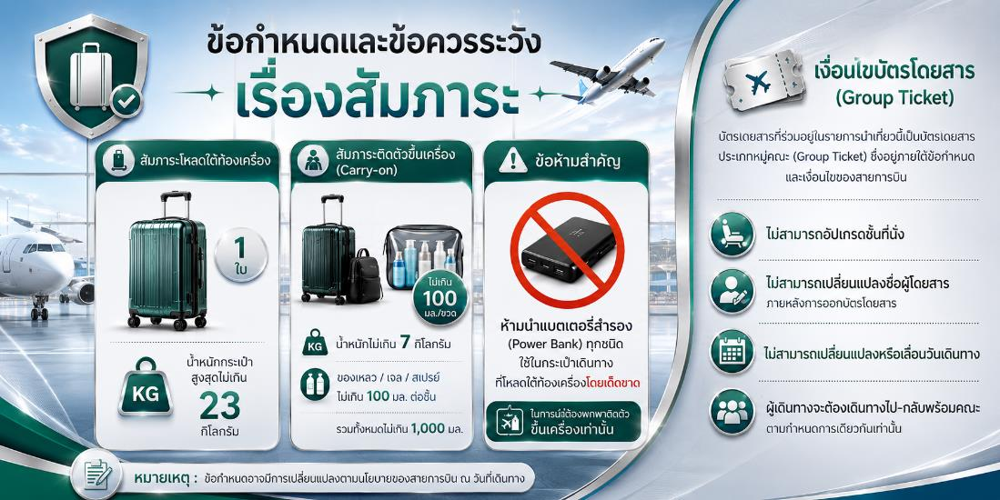 ข้อกำหนดและข้อควรระวัง
เรื่องสัมภาระ
สัมภาระโหลดใต้ท้องเครื่อง
1
ใบ
น้ำหนักกระเป๋า
สูงสุดไม่เกิน
KG
23
กิโลกรัม
สัมภาระติดตัวขึ้นเครื่อง
(Carry-on)
ไม่เกิน
100
มล./ขวด
KG
น้ำหนักไม่เกิน 7 กิโลกรัม
ของเหลว / เจล / สเปรย์
ไม่เกิน 100 มล. ต่อชิ้น
รวมทั้งหมดไม่เกิน 1,000 มล.
ข้อห้ามสำคัญ
ห้ามนำแบตเตอรี่สำรอง
(Power Bank) ทุกชนิด
ใช้ในกระเป๋าเดินทาง
ที่โหลดใต้ท้องเครื่องโดยเด็ดขาด
ขึ้นเครื่องเท่านั้น
หมายเหตุ : ข้อกำหนดอาจมีการเปลี่ยนแปลงตามนโยบายของสายการบิน ณ วันที่เดินทาง
เงื่อนไขบัตรโดยสาร
(Group Ticket)
บัตรเดยสารที่ร่วมอยู่ในรายการนำเที่ยวนี้เป็นบัตรเดยสาร
ประเภทหมู่คณะ (Group Ticket) ซึ่งอยู่ภายใต้ข้อกำหนด
และเงื่อนไขของสายการบิน
ไม่สามารถอัปเกรดชั้นที่นั่ง
ไม่สามารถเปลี่ยนแปลงชื่อผู้โดยสาร
ภายหลังการออกบัตรโดยสาร
ไม่สามารถเปลี่ยนแปลงหรือเลื่อนวันเดินทาง
ผู้เดินทางจะต้องเดินทางไป-กลับพร้อมคณะ
ตามกำหนดการเดียวกันเท่านั้น